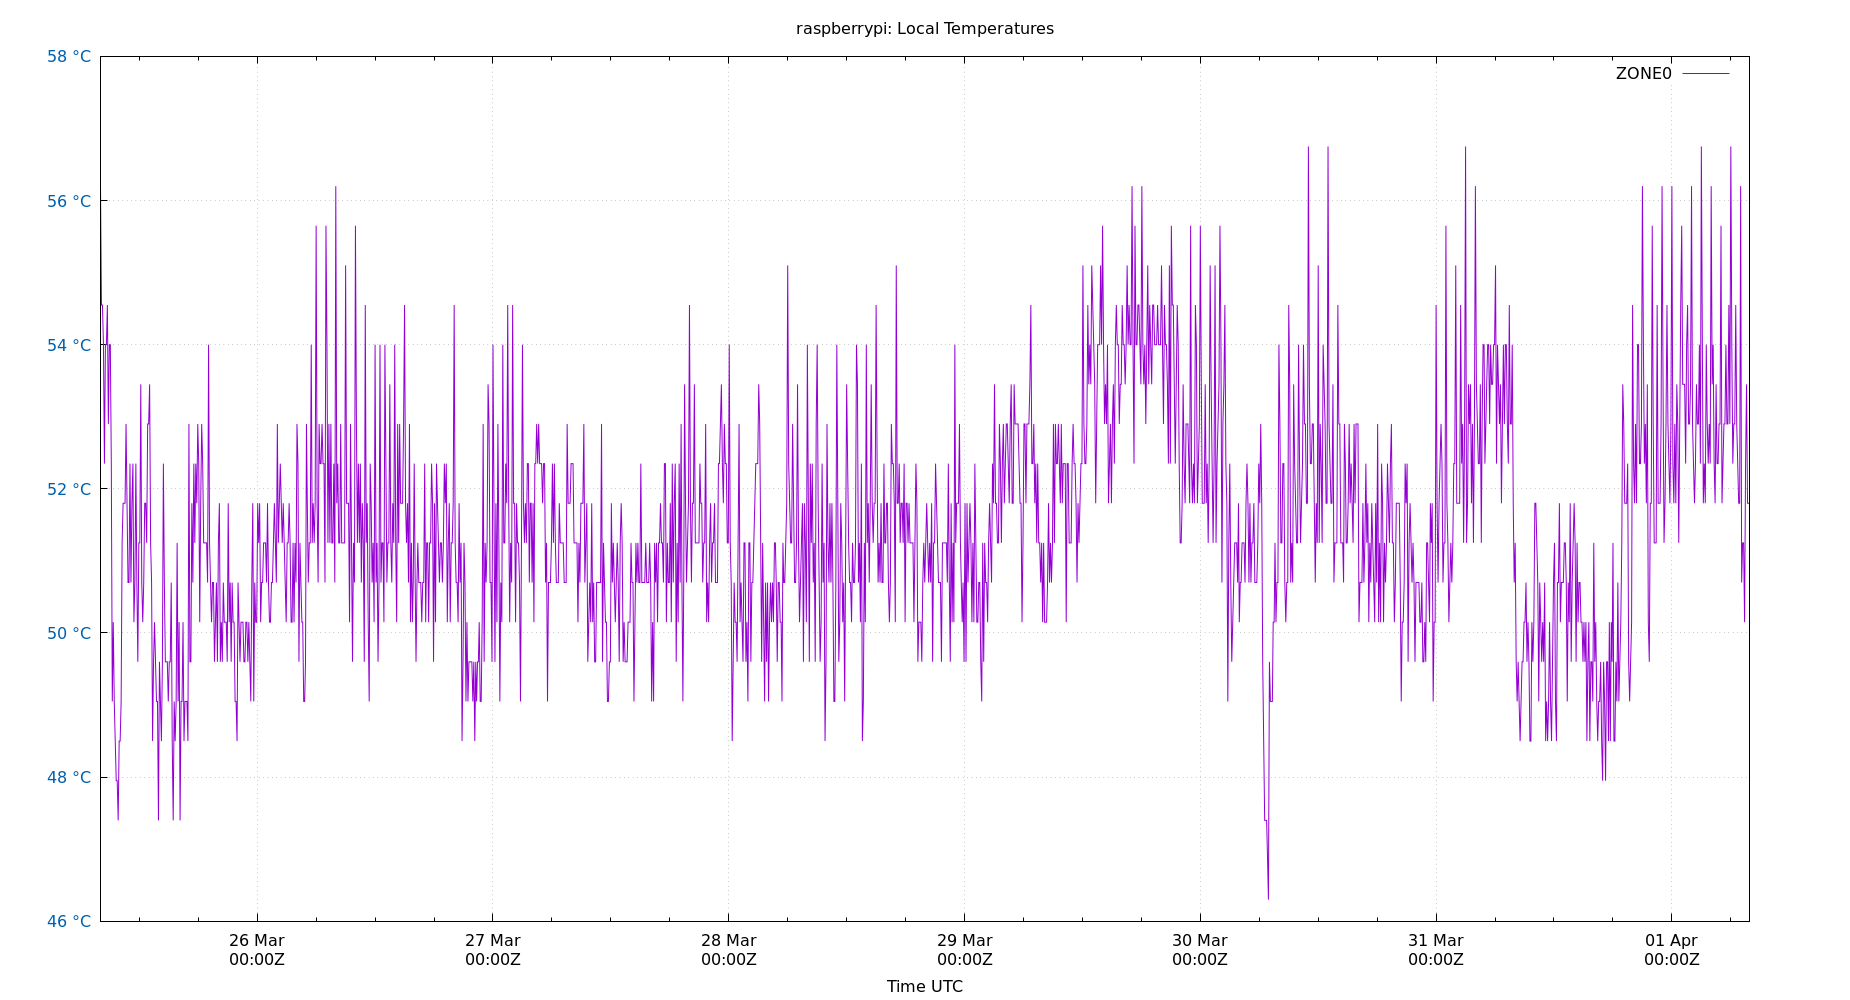 raspberrypi: Local Temperatures
58 °C
ZONE0
56 °C
54 °C
52 °C
50 °C
48 °C
46 °C
26 Mar 27 Mar 28 Mar 29 Mar 30 Mar 31 Mar 01 Apr
00:00Z 00:00Z 00:00Z 00:00Z 00:00Z 00:00Z 00:00Z
Time UTC